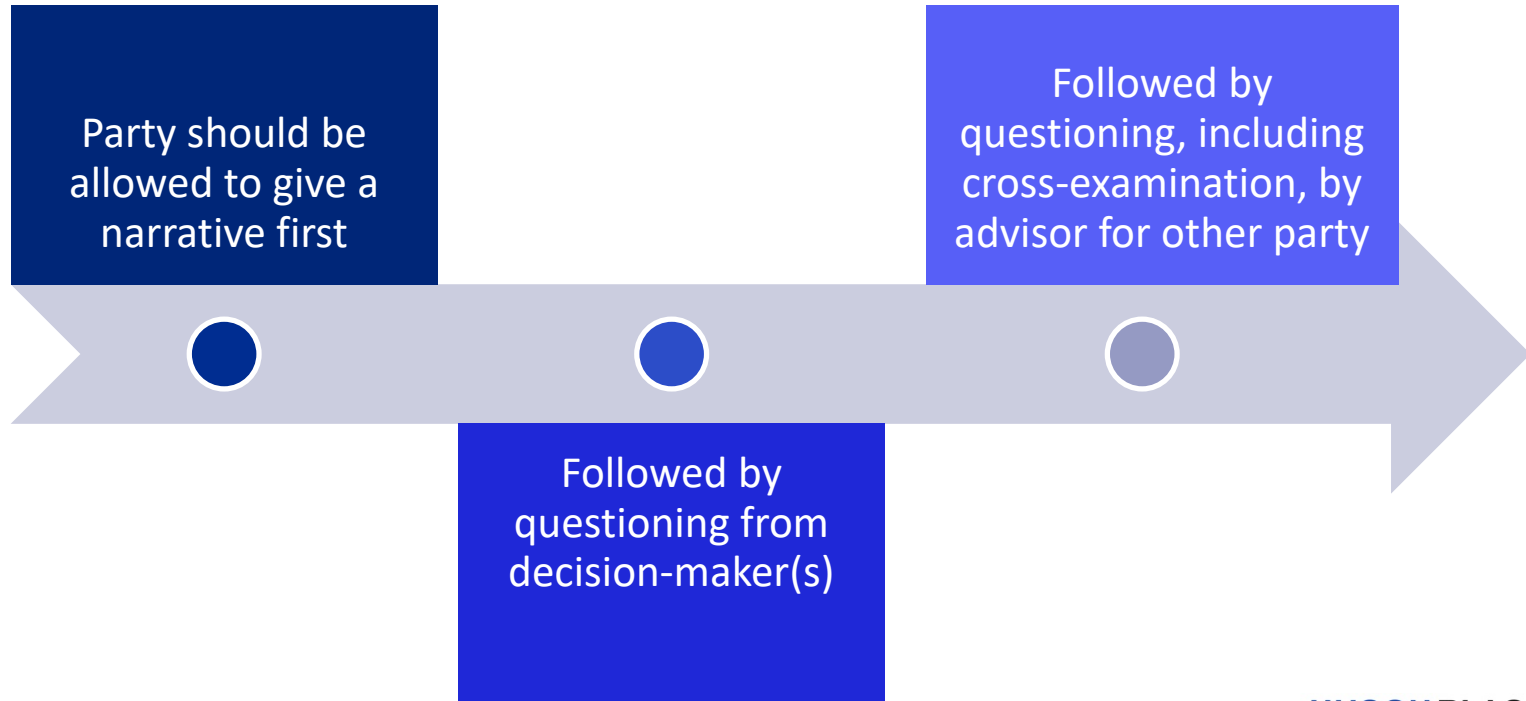 Party should be
allowed to give a
narrative first
Followed by
questioning from
decision-maker(s)
Followed by
questioning, including
cross-examination, by
advisor for other party